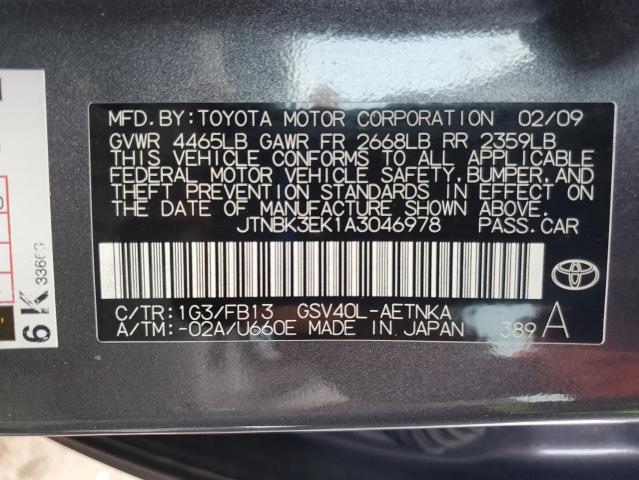 MFD.BY:TOYOTA MOTOR CORPORATION 02/09
GVWR 4465LB GAWR FR 2668LB RR 2359LB
THIS VEHICLE CONFORMS TO ALL APPLICABLE
FEDERAL MOTOR VEHICLE SAFETY,BUMPER,AND
THEFT PREVENTION STANDARDS IN EFFECT ON
THE DATE OF MANUFACTURE SHOWN ABOVE.
JTNBK3EK1A3046978 PASS.CAR
C/TR:1G3/FB13 GSV40L-AETNKA
A/TM:-02A/U660E MADE IN JAPAN 389 A
6K